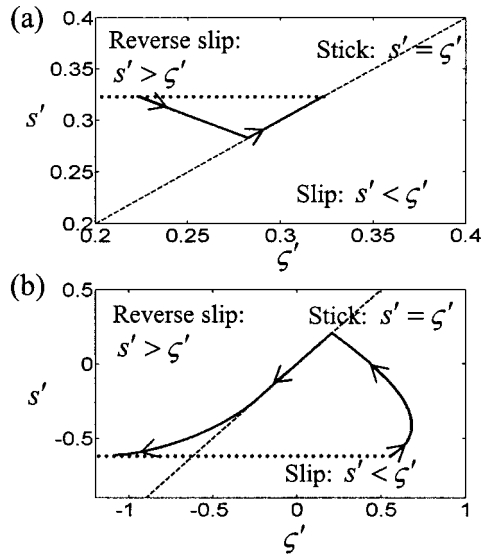 (a)
0.4
Reverse slip:
s′ > ς′
Stick: s′ = ς′
0.35
s′
0.3
0.25
Slip: s′ < ς′
0.2
0.2 0.25 0.3 0.35 0.4
ς′
(b)
0.5
Reverse slip:
s′ > ς′
Stick: s′ = ς′
0
s′
-0.5
Slip: s′ < ς′
-1 -0.5 0 0.5 1
ς′